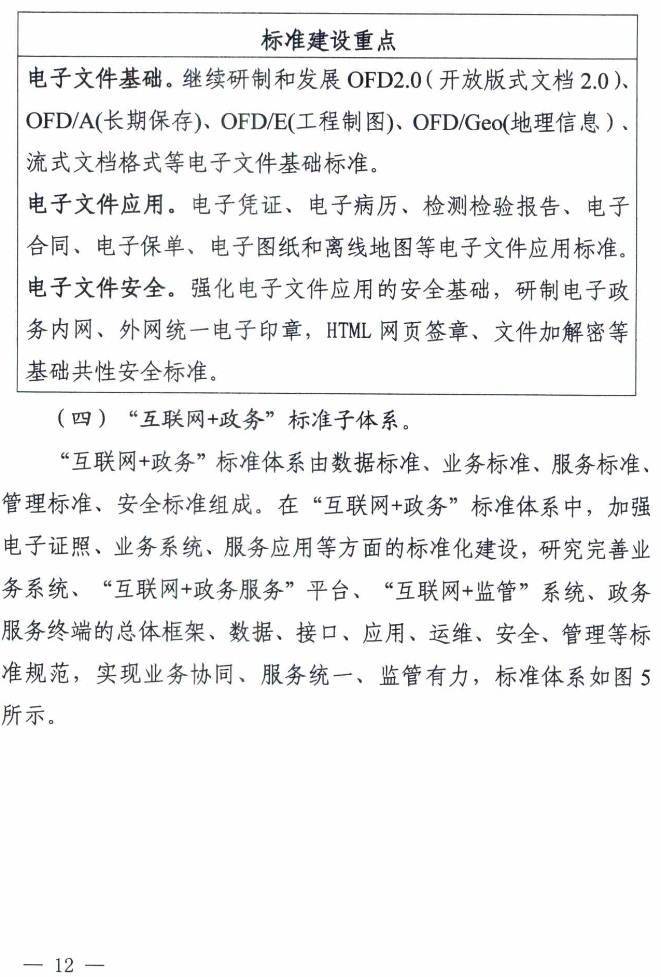 标准建设重点
电子文件基础。继续研制和发展 OFD2.0（开放版式文档 2.0）、
OFD/A(长期保存)、OFD/E(工程制图)、OFD/Geo(地理信息）、
流式文档格式等电子文件基础标准。
电子文件应用。电子凭证、电子病历、检测检验报告、电子
合同、电子保单、电子图纸和离线地图等电子文件应用标准。
电子文件安全。强化电子文件应用的安全基础，研制电子政
务内网、外网统一电子印章，HTML 网页签章、文件加解密等
基础共性安全标准。
（四）“互联网+政务”标准子体系。
“互联网+政务”标准体系由数据标准、业务标准、服务标准、
管理标准、安全标准组成。在“互联网+政务”标准体系中，加强
电子证照、业务系统、服务应用等方面的标准化建设，研究完善业
务系统、“互联网+政务服务”平台、“互联网+监管”系统、政务
服务终端的总体框架、数据、接口、应用、运维、安全、管理等标
准规范，实现业务协同、服务统一、监管有力，标准体系如图 5
所示。
— 12 —